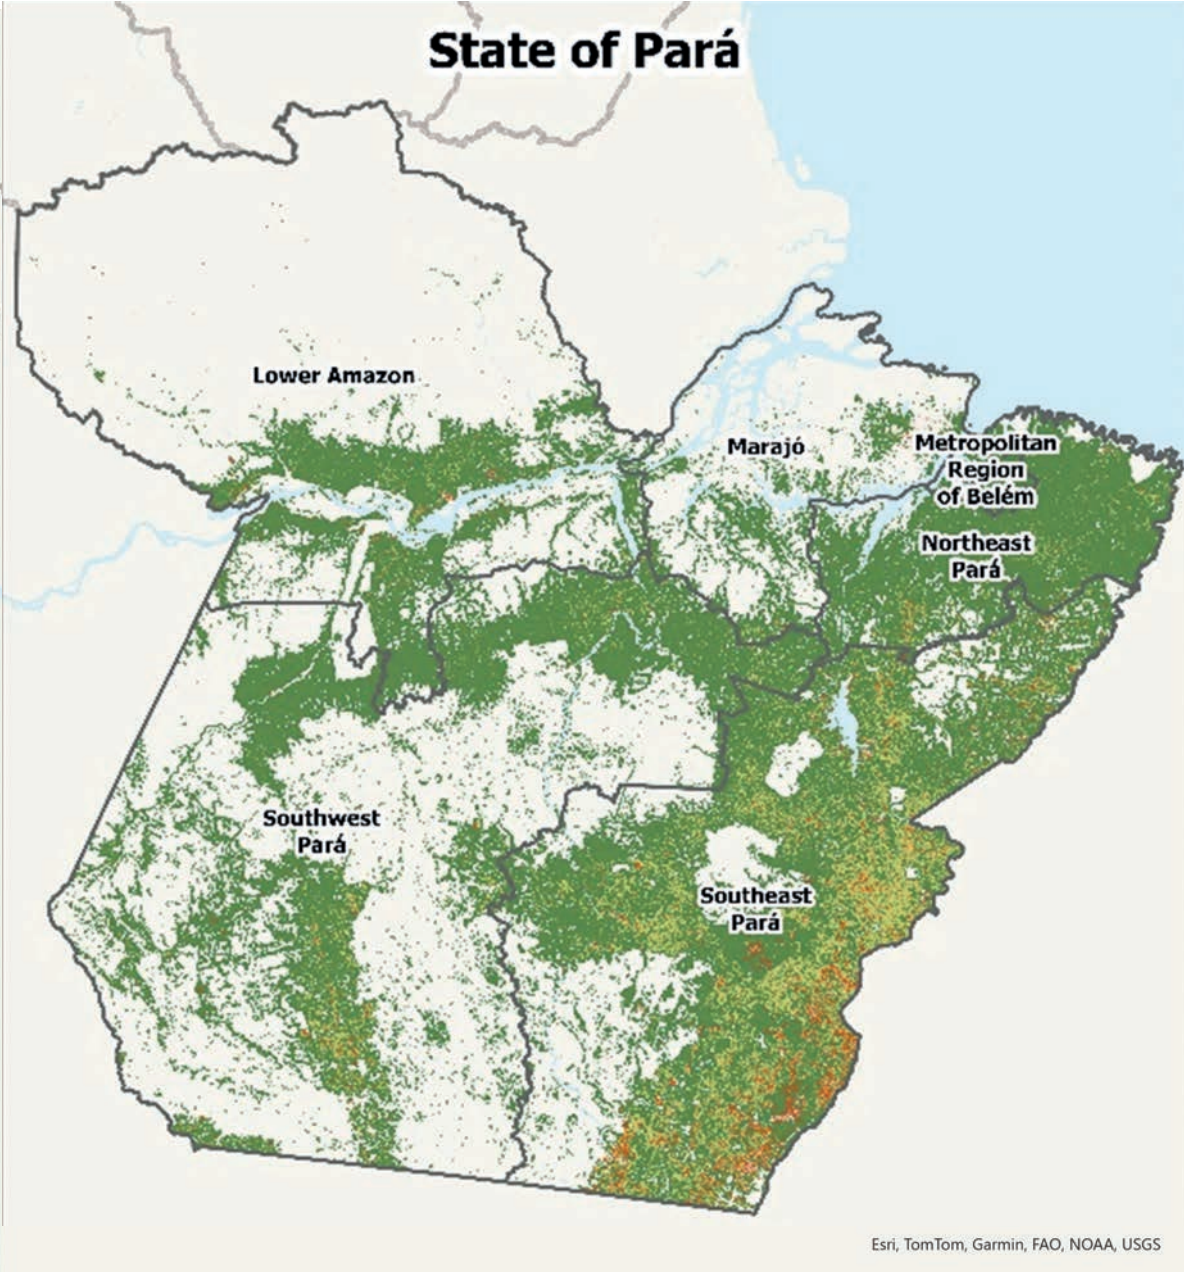 State of Pará
Lower Amazon
Marajó
Metropolitan
Region
of Belém
Northeast
Pará
Southwest
Pará
Southeast
Pará
Esri, TomTom, Garmin, FAO, NOAA, USGS